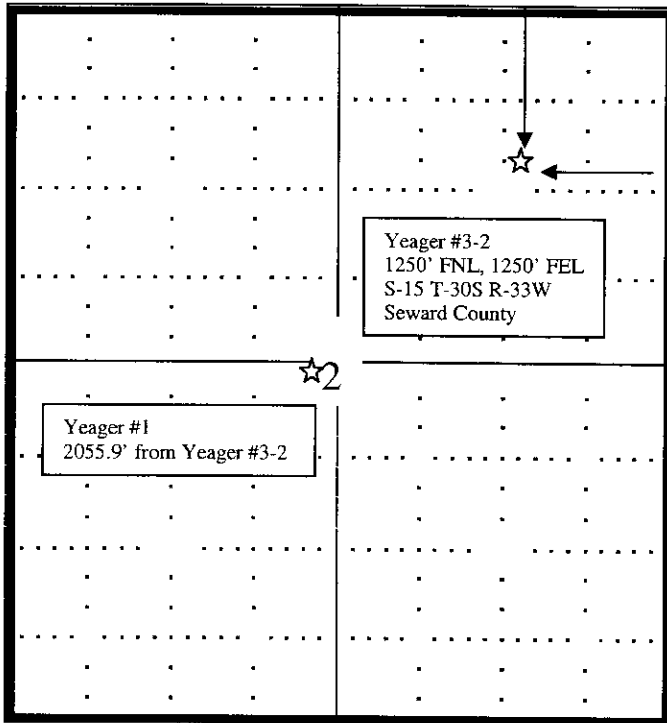 Yeager #3-2
1250' FNL, 1250' FEL
S-15 T-30S R-33W
Seward County
2
Yeager #1
2055.9' from Yeager #3-2